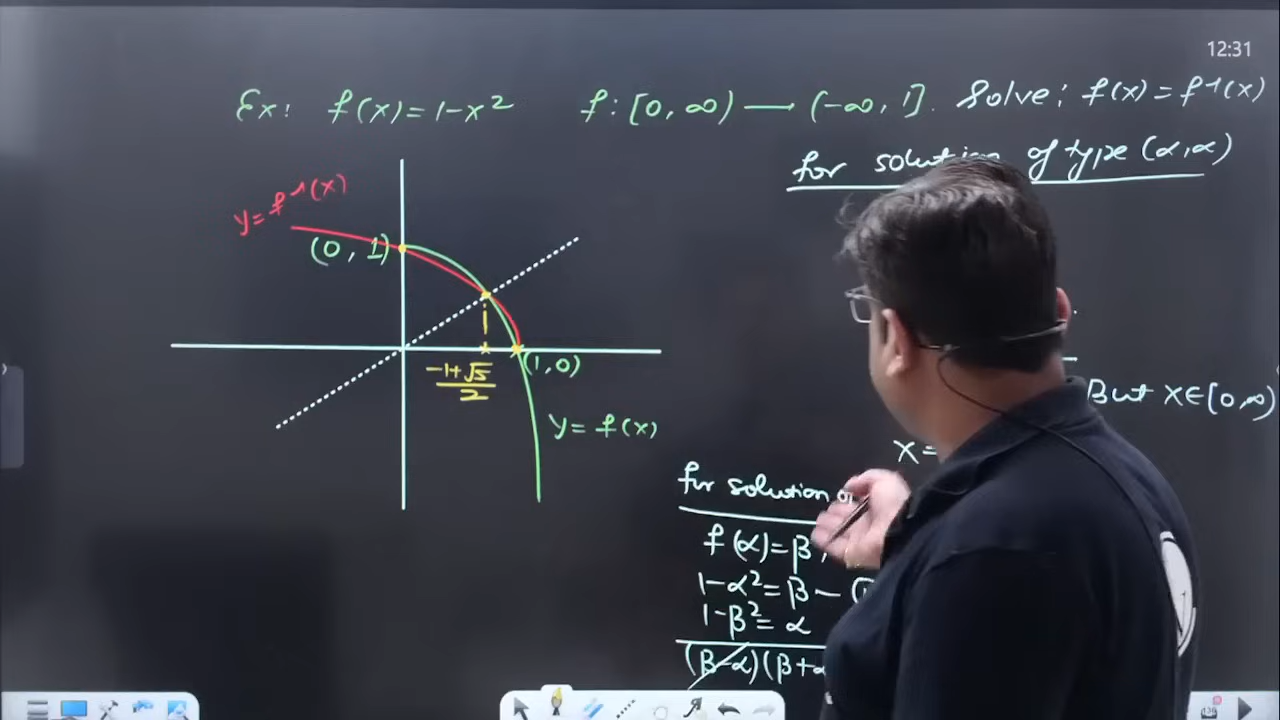 12:31
Ex: f(x)=1-x² f:[0,∞) — (-∞,1]. Solve: f(x)=f⁻¹(x)
for solution of type (α,α)
y=f⁻¹(x)
(0,1)
(1,0)
-1+√5
2
y=f(x)
But x∈[0,∞)
x=
for solution
f(α)=β,
1-α²=β —
1-β²=α
(β-α)(β+α